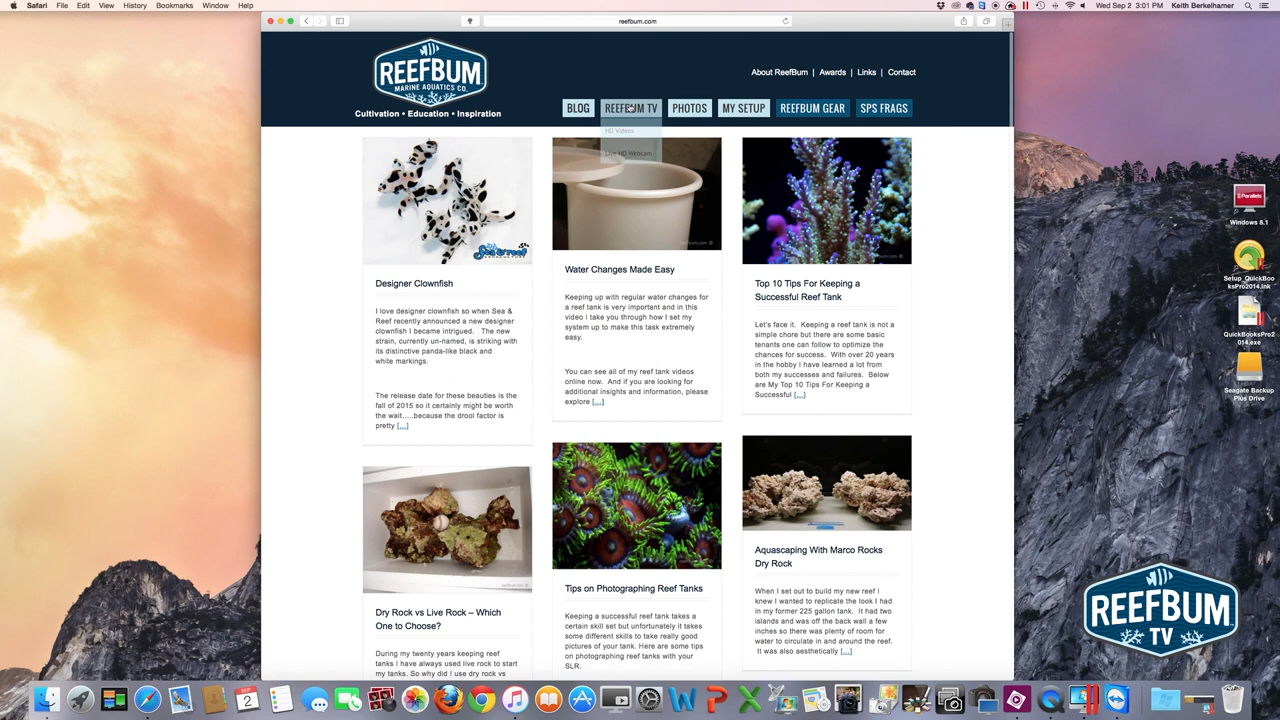 Safari File Edit View History Bookmarks Window Help
Wed Sep 2 3:01 PM Keith Berkelhamer
reefbum.com
REEFBUM
MARINE AQUATICS CO.
Cultivation • Education • Inspiration
About ReefBum | Awards | Links | Contact
BLOG REEFBUM TV PHOTOS MY SETUP REEFBUM GEAR SPS FRAGS
HD Videos
Live HD Webcam
Sea & reef
Designer Clownfish
I love designer clownfish so when Sea &
Reef recently announced a new designer
clownfish I became intrigued. The new
strain, currently un-named, is striking with
its distinctive panda-like black and
white markings.
The release date for these beauties is the
fall of 2015 so it certainly might be worth
the wait.....because the drool factor is
pretty [...]
Dry Rock vs Live Rock – Which
One to Choose?
During my twenty years keeping reef
tanks I have always used live rock to start
my tanks. So why did I use dry rock vs
reefbum.com ©
Water Changes Made Easy
Keeping up with regular water changes for
a reef tank is very important and in this
video I take you through how I set my
system up to make this task extremely
easy.
You can see all of my reef tank videos
online now. And if you are looking for
additional insights and information, please
explore [...]
Tips on Photographing Reef Tanks
Keeping a successful reef tank takes a
certain skill set but unfortunately it takes
some different skills to take really good
pictures of your tank. Here are some tips
on photographing reef tanks with your
SLR.
Top 10 Tips For Keeping a
Successful Reef Tank
Let's face it. Keeping a reef tank is not a
simple chore but there are some basic
tenants one can follow to optimize the
chances for success. With over 20 years
in the hobby I have learned a lot from
both my successes and failures. Below
are My Top 10 Tips For Keeping a
Successful [...]
Aquascaping With Marco Rocks
Dry Rock
When I set out to build my new reef I
knew I wanted to replicate the look I had
in my former 225 gallon tank. It had two
islands and was off the back wall a few
inches so there was plenty of room for
water to circulate in and around the reef.
It was also aesthetically [...]
Parallels
Windows 8.1
Setup_QuickBoo
ksPro2014.lnk
QuickBooksPro2
014.exe
Seagate Backup
Plus Drive
REEFBUM
TV
SEP
2